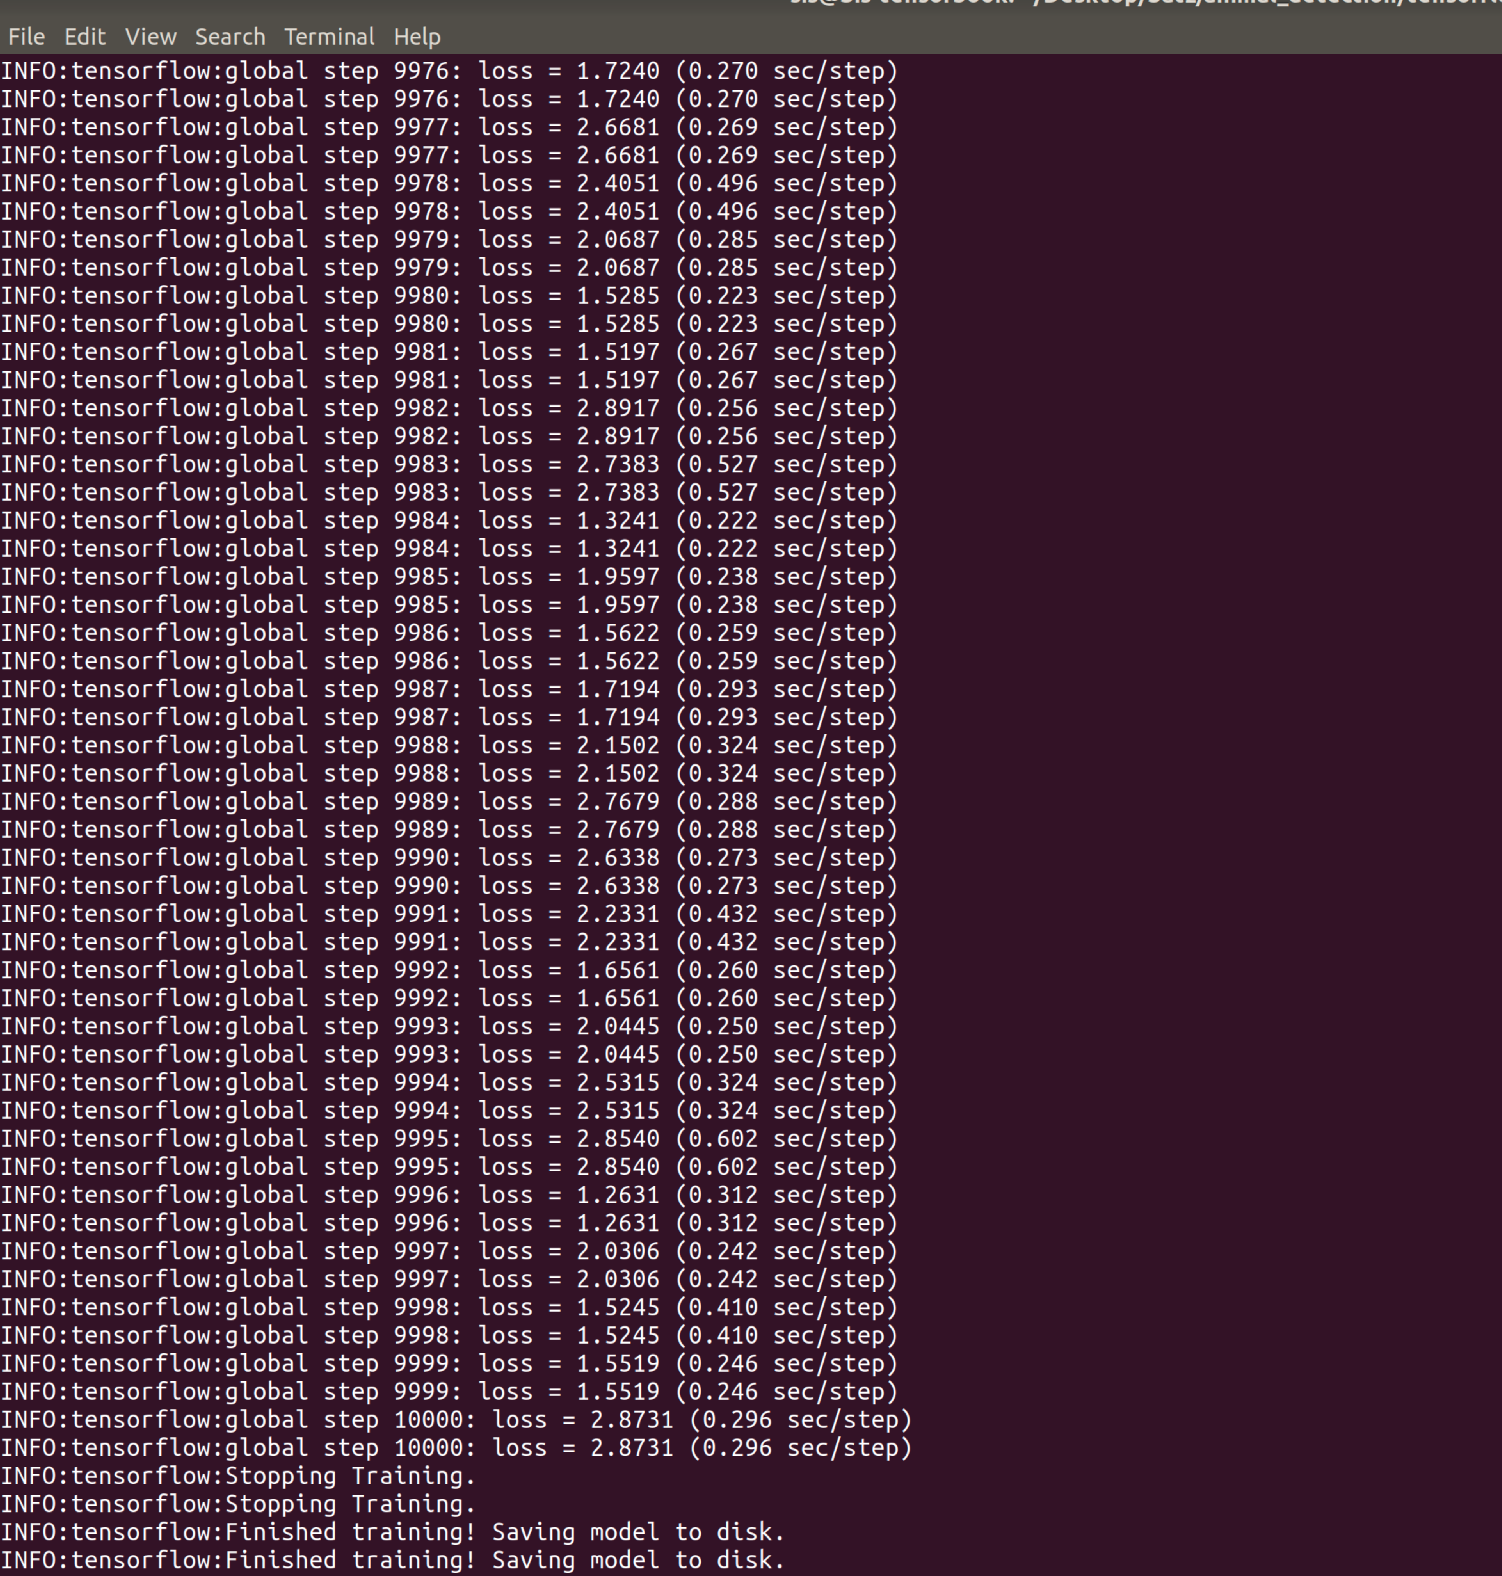 File Edit View Search Terminal Help
INFO:tensorflow:global step 9976: loss = 1.7240 (0.270 sec/step)
INFO:tensorflow:global step 9976: loss = 1.7240 (0.270 sec/step)
INFO:tensorflow:global step 9977: loss = 2.6681 (0.269 sec/step)
INFO:tensorflow:global step 9977: loss = 2.6681 (0.269 sec/step)
INFO:tensorflow:global step 9978: loss = 2.4051 (0.496 sec/step)
INFO:tensorflow:global step 9978: loss = 2.4051 (0.496 sec/step)
INFO:tensorflow:global step 9979: loss = 2.0687 (0.285 sec/step)
INFO:tensorflow:global step 9979: loss = 2.0687 (0.285 sec/step)
INFO:tensorflow:global step 9980: loss = 1.5285 (0.223 sec/step)
INFO:tensorflow:global step 9980: loss = 1.5285 (0.223 sec/step)
INFO:tensorflow:global step 9981: loss = 1.5197 (0.267 sec/step)
INFO:tensorflow:global step 9981: loss = 1.5197 (0.267 sec/step)
INFO:tensorflow:global step 9982: loss = 2.8917 (0.256 sec/step)
INFO:tensorflow:global step 9982: loss = 2.8917 (0.256 sec/step)
INFO:tensorflow:global step 9983: loss = 2.7383 (0.527 sec/step)
INFO:tensorflow:global step 9983: loss = 2.7383 (0.527 sec/step)
INFO:tensorflow:global step 9984: loss = 1.3241 (0.222 sec/step)
INFO:tensorflow:global step 9984: loss = 1.3241 (0.222 sec/step)
INFO:tensorflow:global step 9985: loss = 1.9597 (0.238 sec/step)
INFO:tensorflow:global step 9985: loss = 1.9597 (0.238 sec/step)
INFO:tensorflow:global step 9986: loss = 1.5622 (0.259 sec/step)
INFO:tensorflow:global step 9986: loss = 1.5622 (0.259 sec/step)
INFO:tensorflow:global step 9987: loss = 1.7194 (0.293 sec/step)
INFO:tensorflow:global step 9987: loss = 1.7194 (0.293 sec/step)
INFO:tensorflow:global step 9988: loss = 2.1502 (0.324 sec/step)
INFO:tensorflow:global step 9988: loss = 2.1502 (0.324 sec/step)
INFO:tensorflow:global step 9989: loss = 2.7679 (0.288 sec/step)
INFO:tensorflow:global step 9989: loss = 2.7679 (0.288 sec/step)
INFO:tensorflow:global step 9990: loss = 2.6338 (0.273 sec/step)
INFO:tensorflow:global step 9990: loss = 2.6338 (0.273 sec/step)
INFO:tensorflow:global step 9991: loss = 2.2331 (0.432 sec/step)
INFO:tensorflow:global step 9991: loss = 2.2331 (0.432 sec/step)
INFO:tensorflow:global step 9992: loss = 1.6561 (0.260 sec/step)
INFO:tensorflow:global step 9992: loss = 1.6561 (0.260 sec/step)
INFO:tensorflow:global step 9993: loss = 2.0445 (0.250 sec/step)
INFO:tensorflow:global step 9993: loss = 2.0445 (0.250 sec/step)
INFO:tensorflow:global step 9994: loss = 2.5315 (0.324 sec/step)
INFO:tensorflow:global step 9994: loss = 2.5315 (0.324 sec/step)
INFO:tensorflow:global step 9995: loss = 2.8540 (0.602 sec/step)
INFO:tensorflow:global step 9995: loss = 2.8540 (0.602 sec/step)
INFO:tensorflow:global step 9996: loss = 1.2631 (0.312 sec/step)
INFO:tensorflow:global step 9996: loss = 1.2631 (0.312 sec/step)
INFO:tensorflow:global step 9997: loss = 2.0306 (0.242 sec/step)
INFO:tensorflow:global step 9997: loss = 2.0306 (0.242 sec/step)
INFO:tensorflow:global step 9998: loss = 1.5245 (0.410 sec/step)
INFO:tensorflow:global step 9998: loss = 1.5245 (0.410 sec/step)
INFO:tensorflow:global step 9999: loss = 1.5519 (0.246 sec/step)
INFO:tensorflow:global step 9999: loss = 1.5519 (0.246 sec/step)
INFO:tensorflow:global step 10000: loss = 2.8731 (0.296 sec/step)
INFO:tensorflow:global step 10000: loss = 2.8731 (0.296 sec/step)
INFO:tensorflow:Stopping Training.
INFO:tensorflow:Stopping Training.
INFO:tensorflow:Finished training! Saving model to disk.
INFO:tensorflow:Finished training! Saving model to disk.